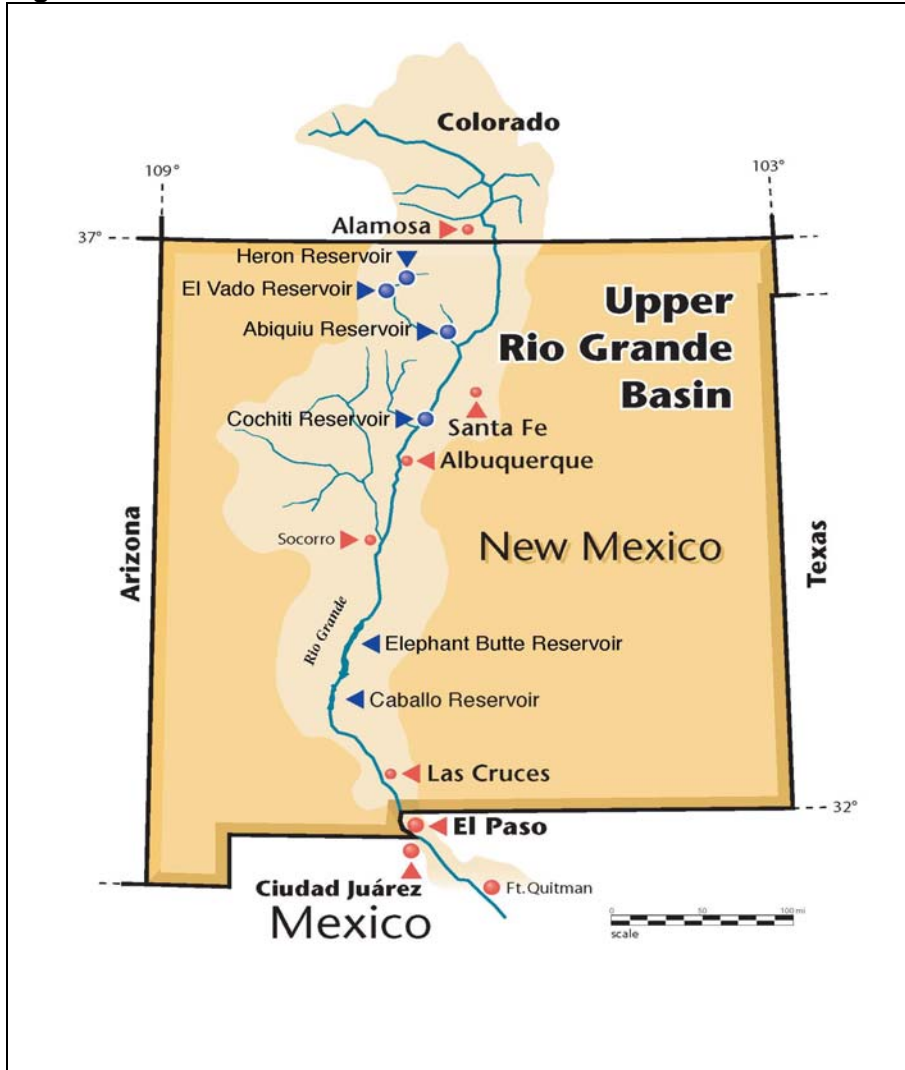 Colorado
109°
103°
37°
Alamosa
Heron Reservoir
El Vado Reservoir
Upper
Rio Grande
Basin
Abiquiu Reservoir
Cochiti Reservoir
Santa Fe
Albuquerque
Arizona
Socorro
New Mexico
Texas
Rio Grande
Elephant Butte Reservoir
Caballo Reservoir
Las Cruces
32°
El Paso
Ciudad Juárez
Ft. Quitman
Mexico
0 50 100 mi
scale